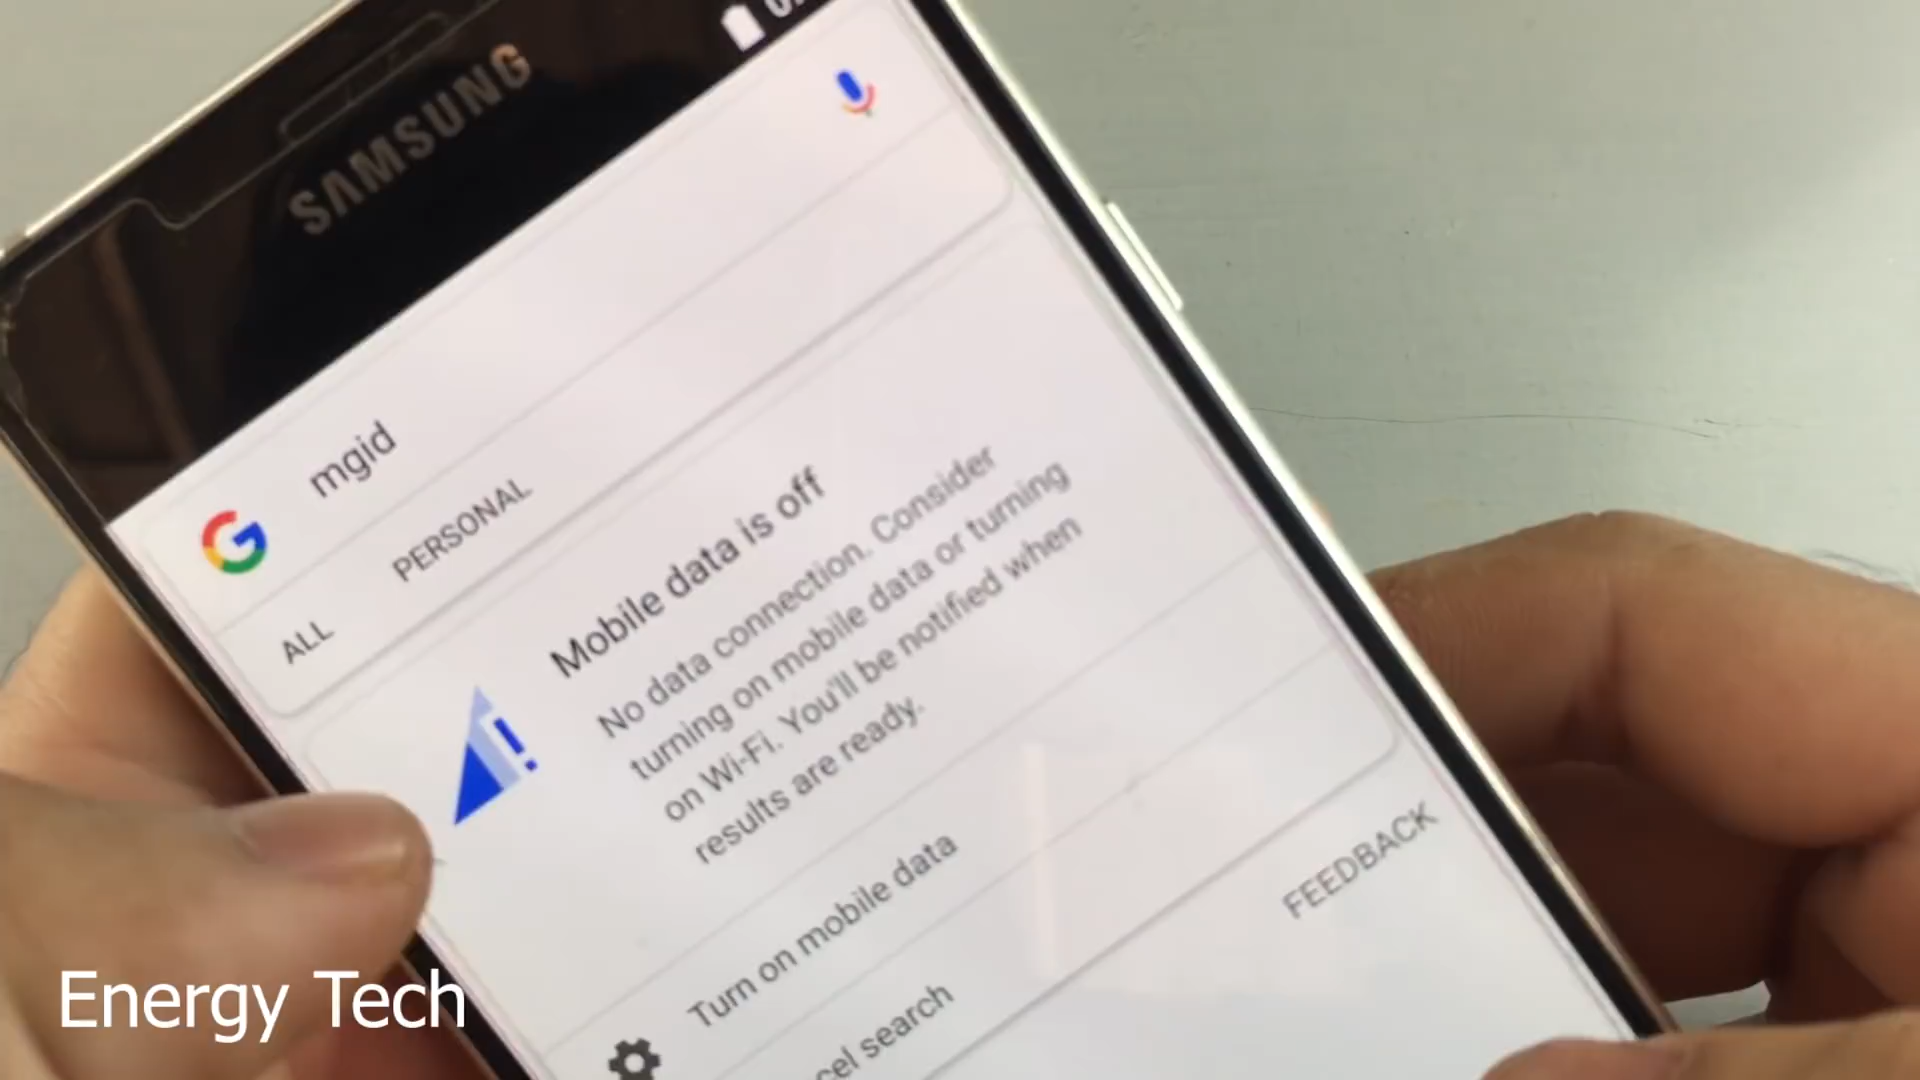 SAMSUNG
mgid
ALL PERSONAL
Mobile data is off
No data connection. Consider
turning on mobile data or turning
on Wi-Fi. You'll be notified when
results are ready.
Turn on mobile data
cel search
FEEDBACK
Energy Tech